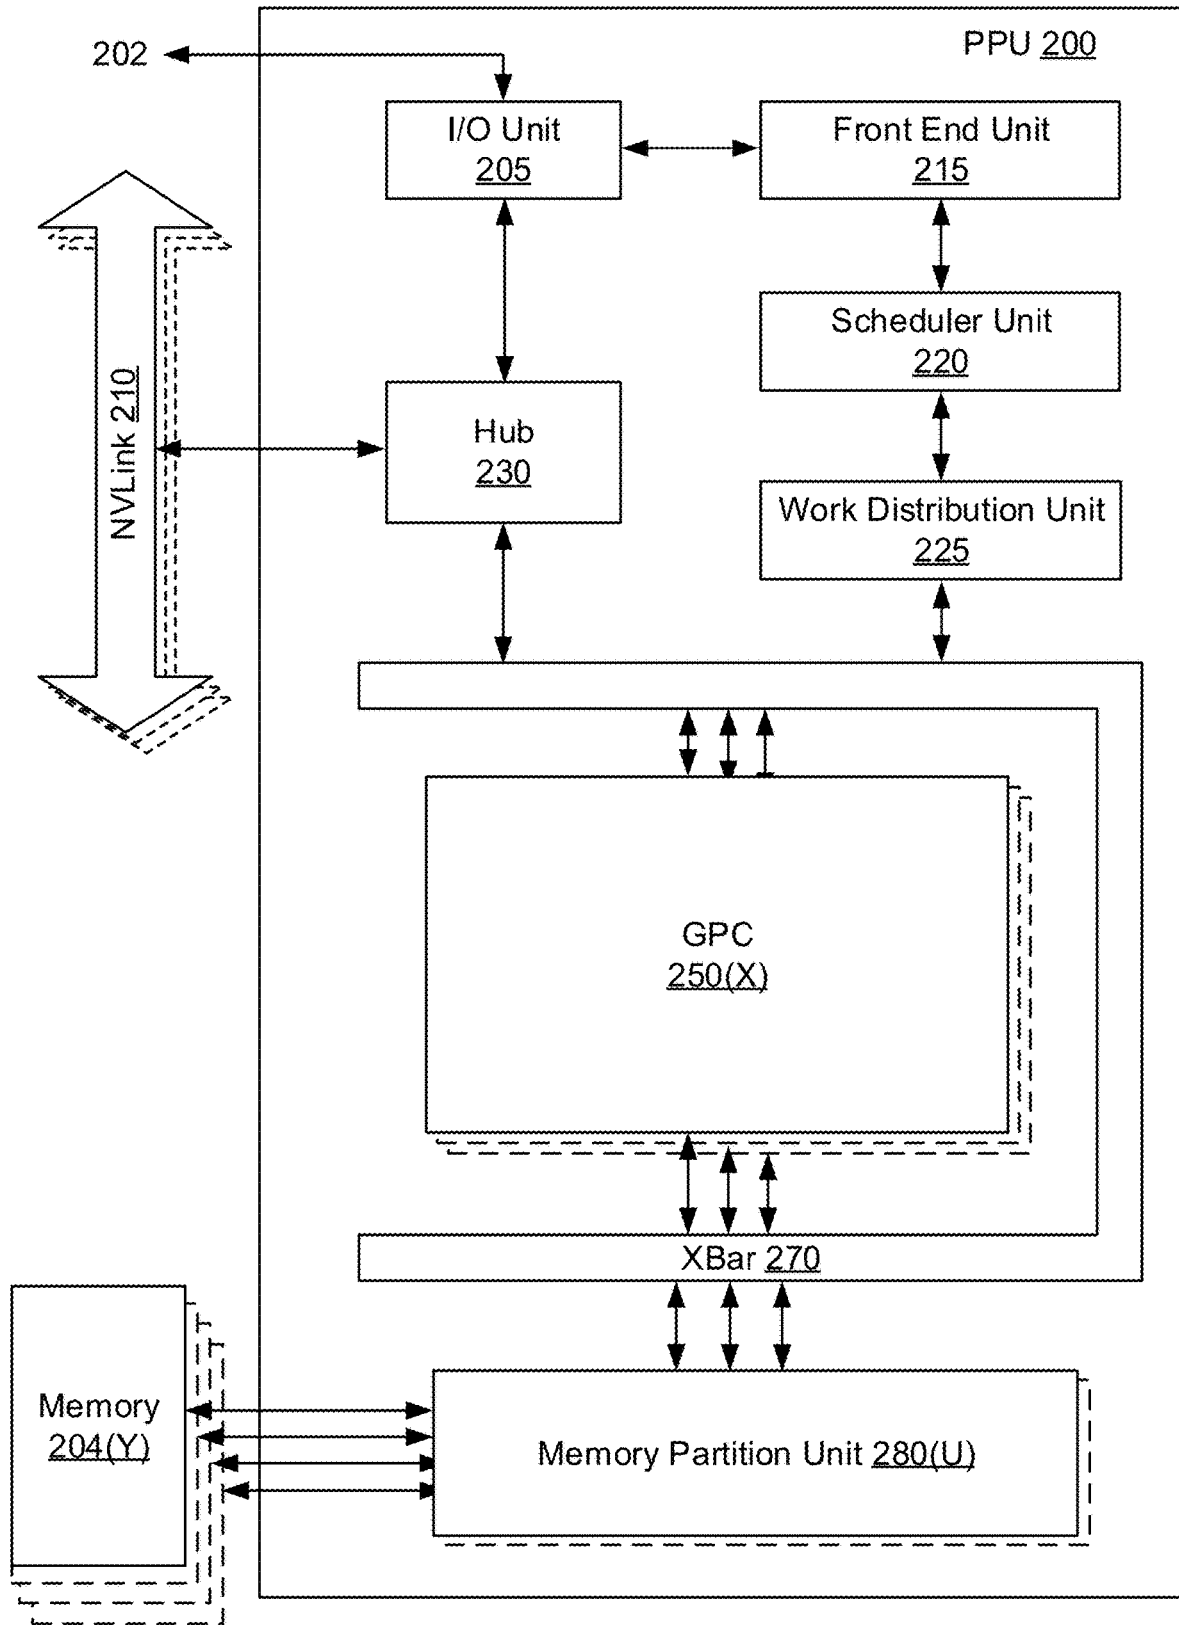 PPU 200
202
I/O Unit
205
Front End Unit
215
Scheduler Unit
220
NVLink 210
Hub
230
Work Distribution Unit
225
GPC
250(X)
XBar 270
Memory
204(Y)
Memory Partition Unit 280(U)